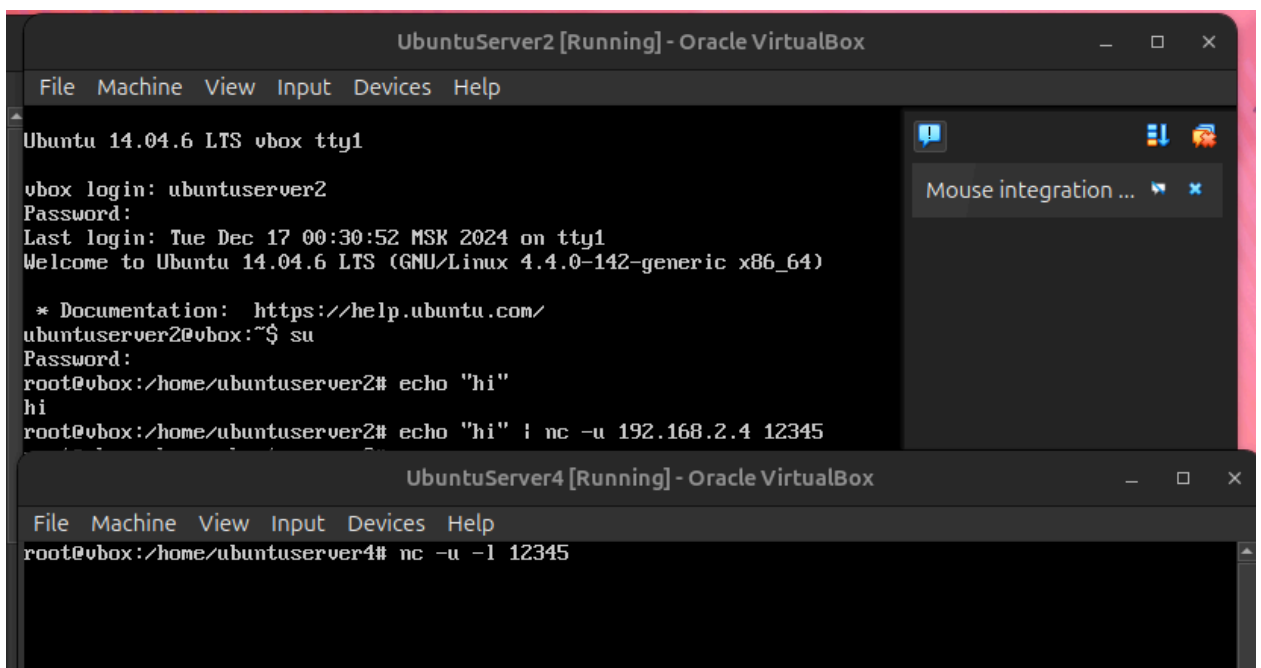 UbuntuServer2 [Running] - Oracle VirtualBox
File Machine View Input Devices Help
Ubuntu 14.04.6 LTS vbox tty1
vbox login: ubuntuserver2
Password:
Last login: Tue Dec 17 00:30:52 MSK 2024 on tty1
Welcome to Ubuntu 14.04.6 LTS (GNU/Linux 4.4.0-142-generic x86_64)
* Documentation: https://help.ubuntu.com/
ubuntuserver2@vbox:~$ su
Password:
root@vbox:/home/ubuntuserver2# echo "hi"
hi
root@vbox:/home/ubuntuserver2# echo "hi" | nc -u 192.168.2.4 12345
Mouse integration ...
UbuntuServer4 [Running] - Oracle VirtualBox
File Machine View Input Devices Help
root@vbox:/home/ubuntuserver4# nc -u -l 12345